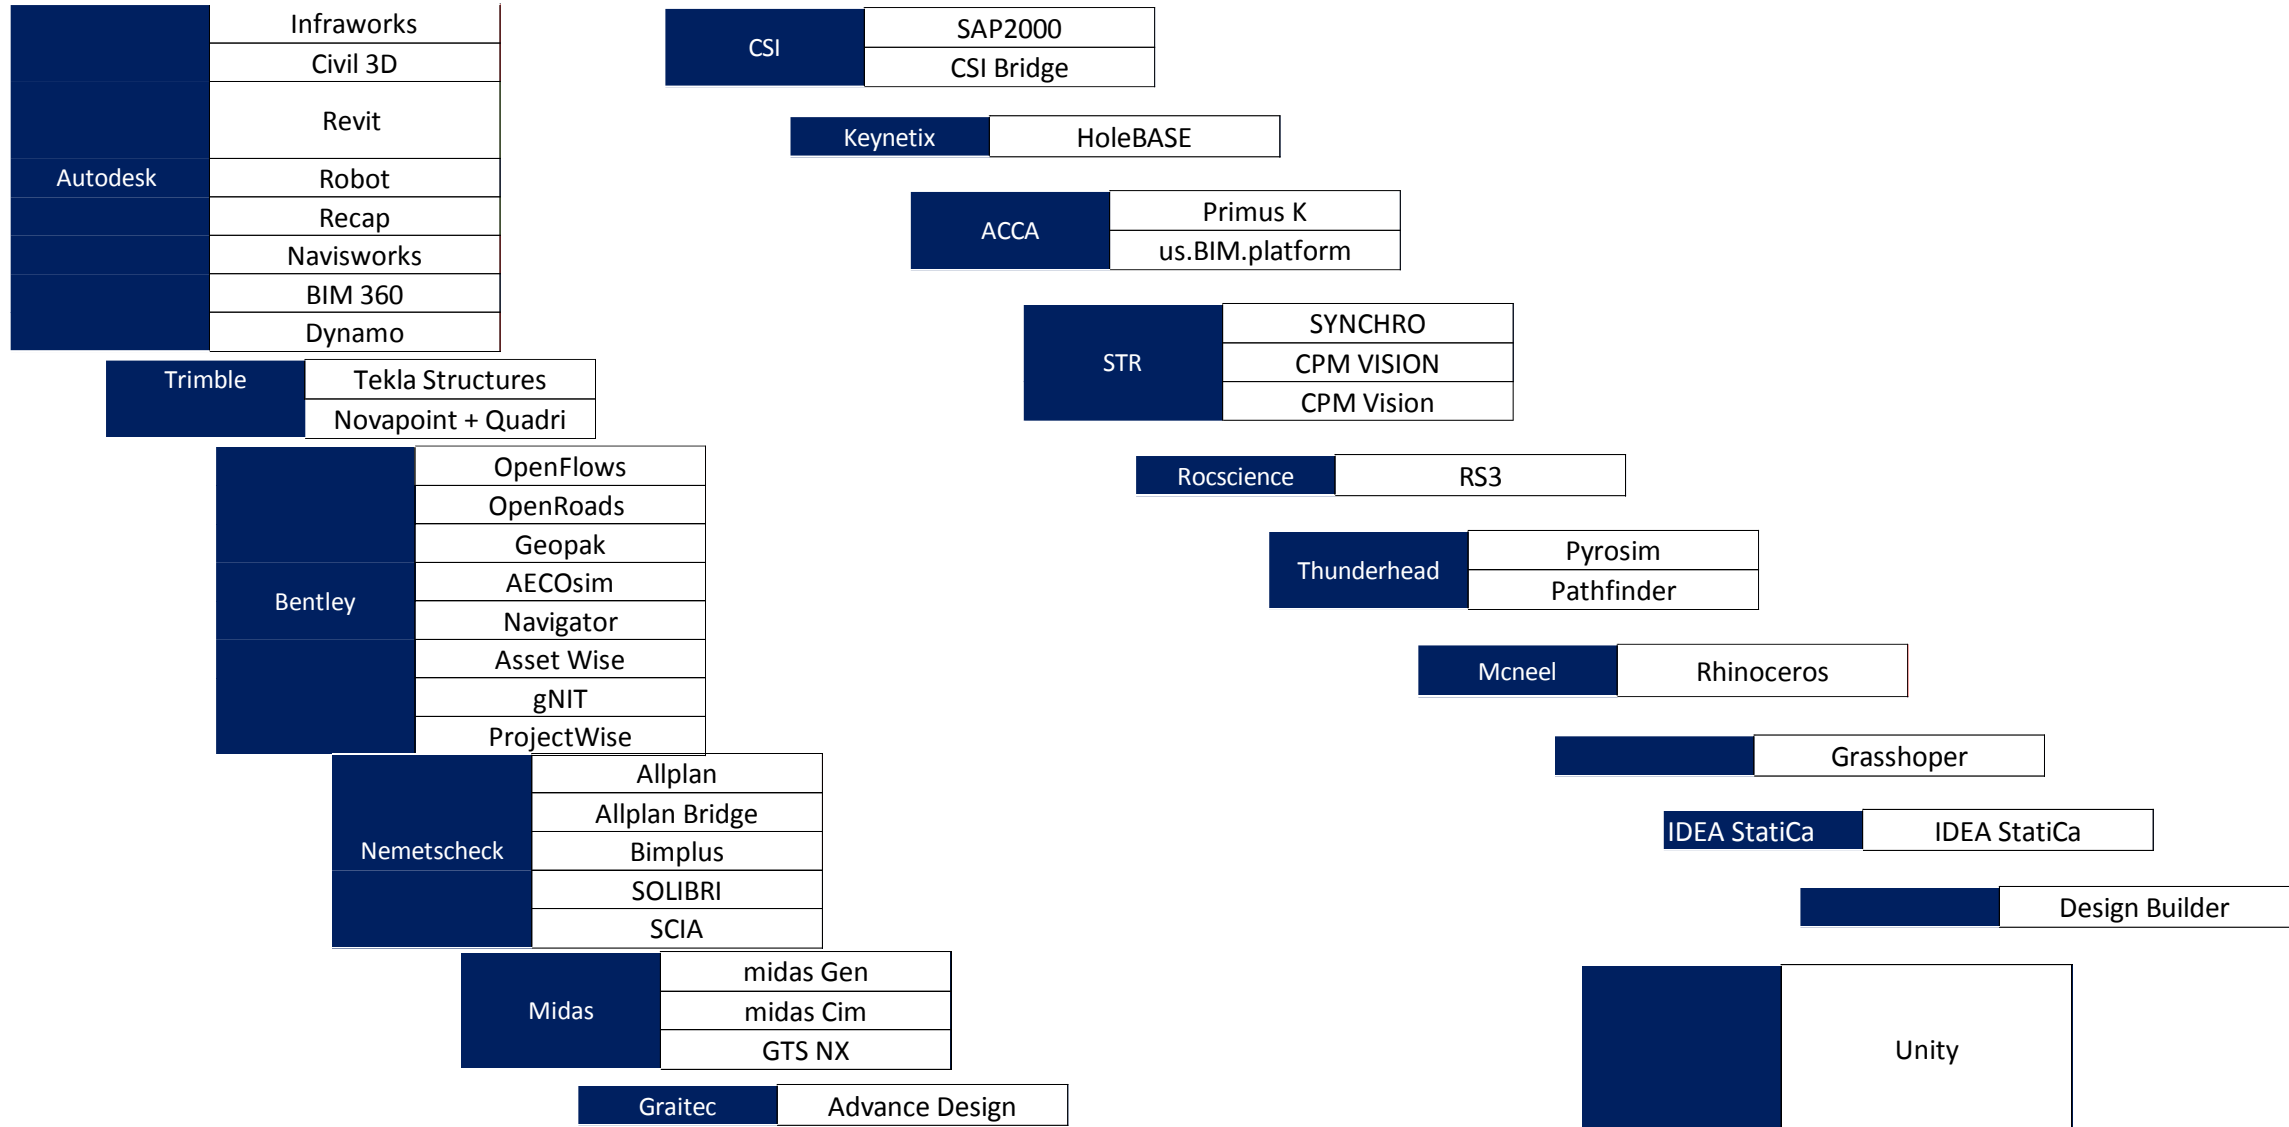 Autodesk
Infraworks
Civil 3D
Revit
Robot
Recap
Navisworks
BIM 360
Dynamo
Trimble
Tekla Structures
Novapoint + Quadri
Bentley
OpenFlows
OpenRoads
Geopak
AECOsim
Navigator
Asset Wise
gNIT
ProjectWise
Nemetscheck
Allplan
Allplan Bridge
Bimplus
SOLIBRI
SCIA
Midas
midas Gen
midas Cim
GTS NX
Graitec
Advance Design
CSI
SAP2000
CSI Bridge
Keynetix
HoleBASE
ACCA
Primus K
us.BIM.platform
STR
SYNCHRO
CPM VISION
CPM Vision
Rocscience
RS3
Thunderhead
Pyrosim
Pathfinder
Mcneel
Rhinoceros
Grasshoper
IDEA StatiCa
IDEA StatiCa
Design Builder
Unity